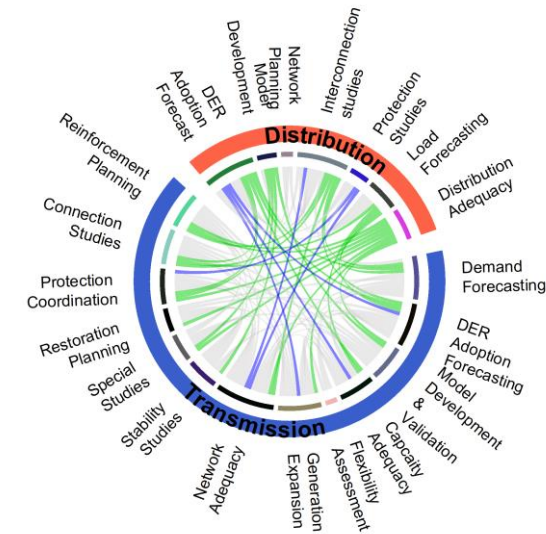 Distribution
Reinforcement
Planning
DER
Adoption
Forecast
Model
Development
Network
Planning
Interconnection
studies
Protection
Studies
Load
Forecasting
Distribution
Adequacy
Demand
Forecasting
DER
Adoption
Forecasting
Model
Development
&
Validation
Capcaity
Adequacy
Flexibility
Assessment
Generation
Expansion
Network
Adequacy
Stability
Studies
Special
Studies
Restoration
Planning
Protection
Coordination
Connection
Studies
Transmission